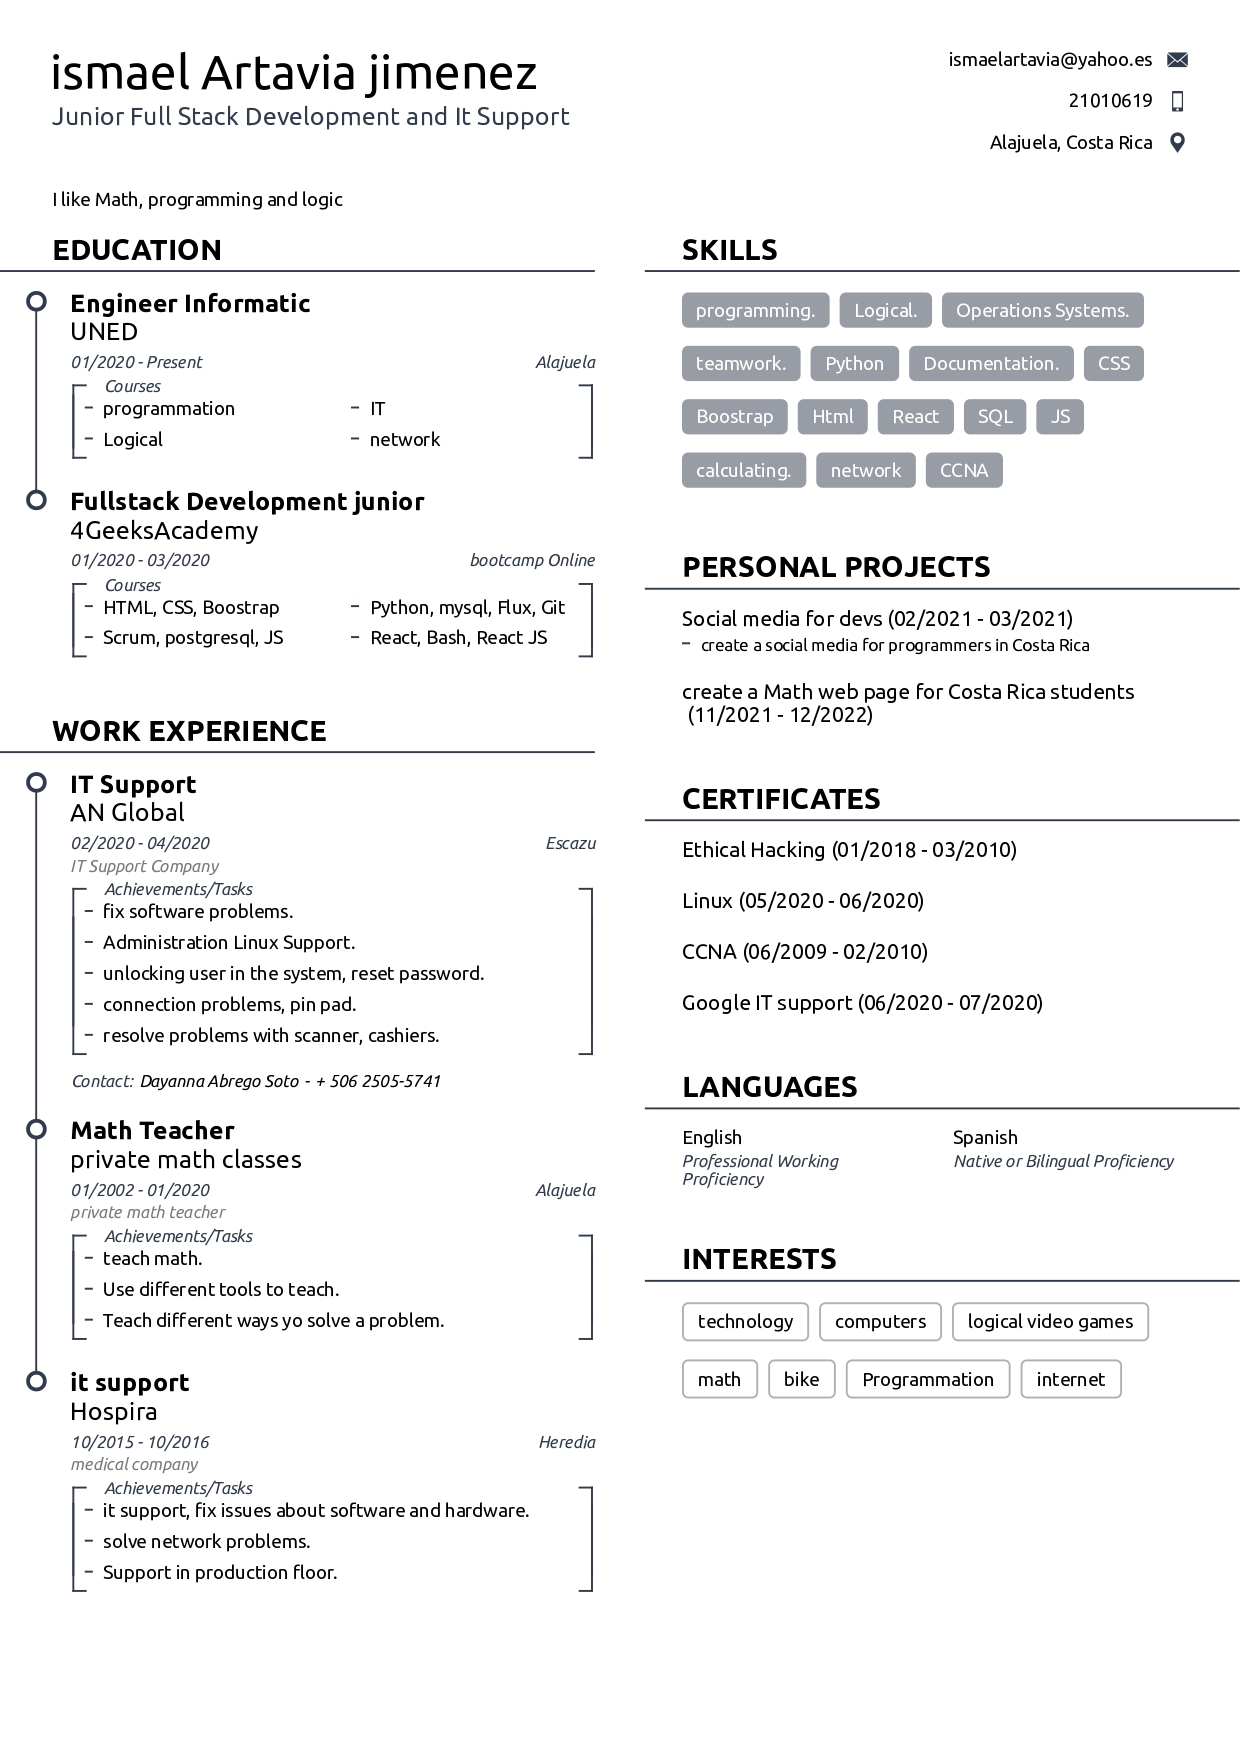 ismael Artavia jimenez
Junior Full Stack Development and It Support
ismaelartavia@yahoo.es
21010619
Alajuela, Costa Rica
I like Math, programming and logic
EDUCATION
Engineer Informatic
UNED
01/2020 - Present Alajuela
Courses
– programmation – IT
– Logical – network
Fullstack Development junior
4GeeksAcademy
01/2020 - 03/2020 bootcamp Online
Courses
– HTML, CSS, Boostrap – Python, mysql, Flux, Git
– Scrum, postgresql, JS – React, Bash, React JS
WORK EXPERIENCE
IT Support
AN Global
02/2020 - 04/2020 Escazu
IT Support Company
Achievements/Tasks
– fix software problems.
– Administration Linux Support.
– unlocking user in the system, reset password.
– connection problems, pin pad.
– resolve problems with scanner, cashiers.
Contact: Dayanna Abrego Soto - + 506 2505-5741
Math Teacher
private math classes
01/2002 - 01/2020 Alajuela
private math teacher
Achievements/Tasks
– teach math.
– Use different tools to teach.
– Teach different ways yo solve a problem.
it support
Hospira
10/2015 - 10/2016 Heredia
medical company
Achievements/Tasks
– it support, fix issues about software and hardware.
– solve network problems.
– Support in production floor.
SKILLS
programming. Logical. Operations Systems.
teamwork. Python Documentation. CSS
Boostrap Html React SQL JS
calculating. network CCNA
PERSONAL PROJECTS
Social media for devs (02/2021 - 03/2021)
– create a social media for programmers in Costa Rica
create a Math web page for Costa Rica students
(11/2021 - 12/2022)
CERTIFICATES
Ethical Hacking (01/2018 - 03/2010)
Linux (05/2020 - 06/2020)
CCNA (06/2009 - 02/2010)
Google IT support (06/2020 - 07/2020)
LANGUAGES
English Spanish
Professional Working Native or Bilingual Proficiency
Proficiency
INTERESTS
technology computers logical video games
math bike Programmation internet